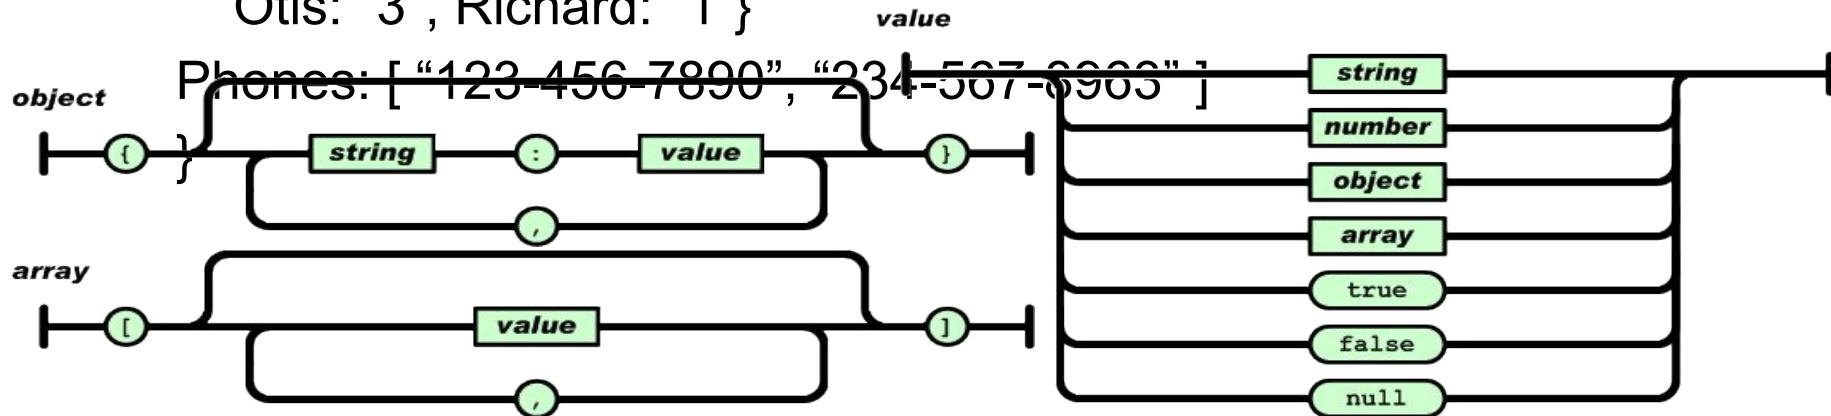 Otis: "3", Richard: "1"}
value
Phones: [ “123-456-7890”, “234-567-8963” ]
object
}
{ string : value }
,
array
[ value ]
,
string
number
object
array
true
false
null